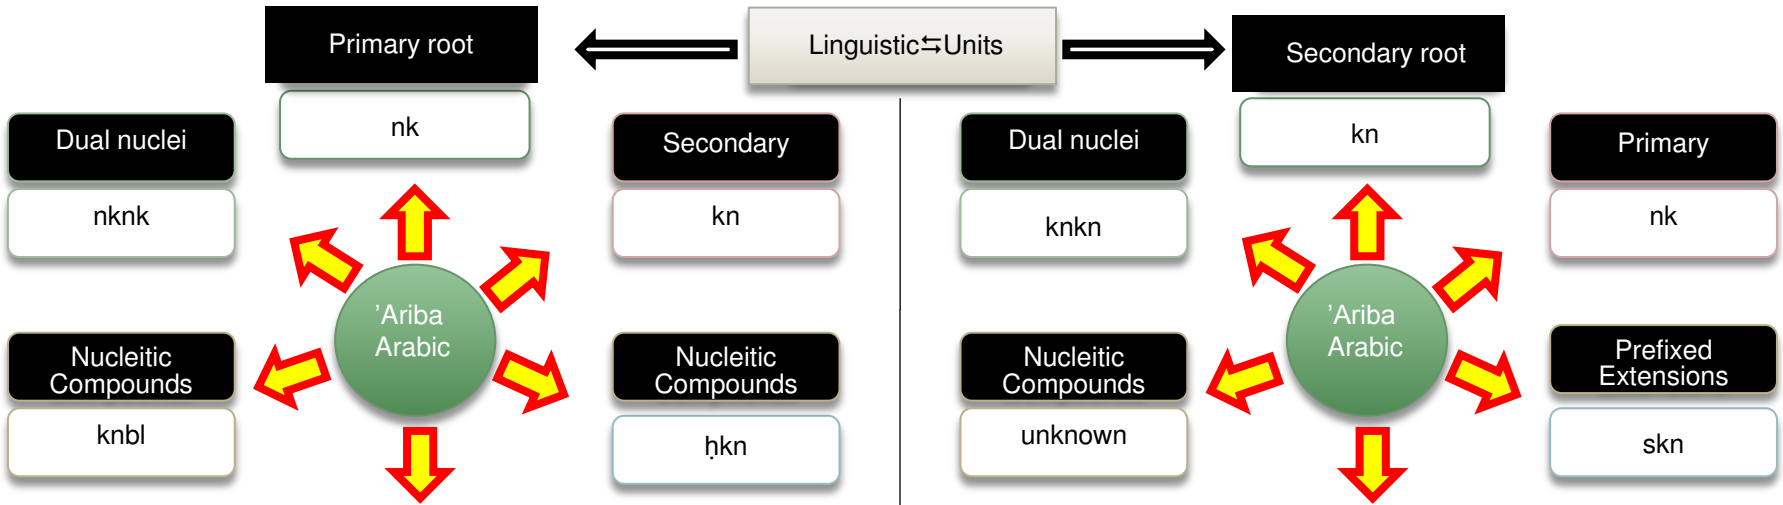 Linguistic⇆Units
Primary root
nk
Dual nuclei
nknk
Secondary
kn
'Ariba
Arabic
Nucleitic
Compounds
knbl
Nucleitic
Compounds
ḥkn
Secondary root
kn
Dual nuclei
knkn
Primary
nk
'Ariba
Arabic
Nucleitic
Compounds
unknown
Prefixed
Extensions
skn